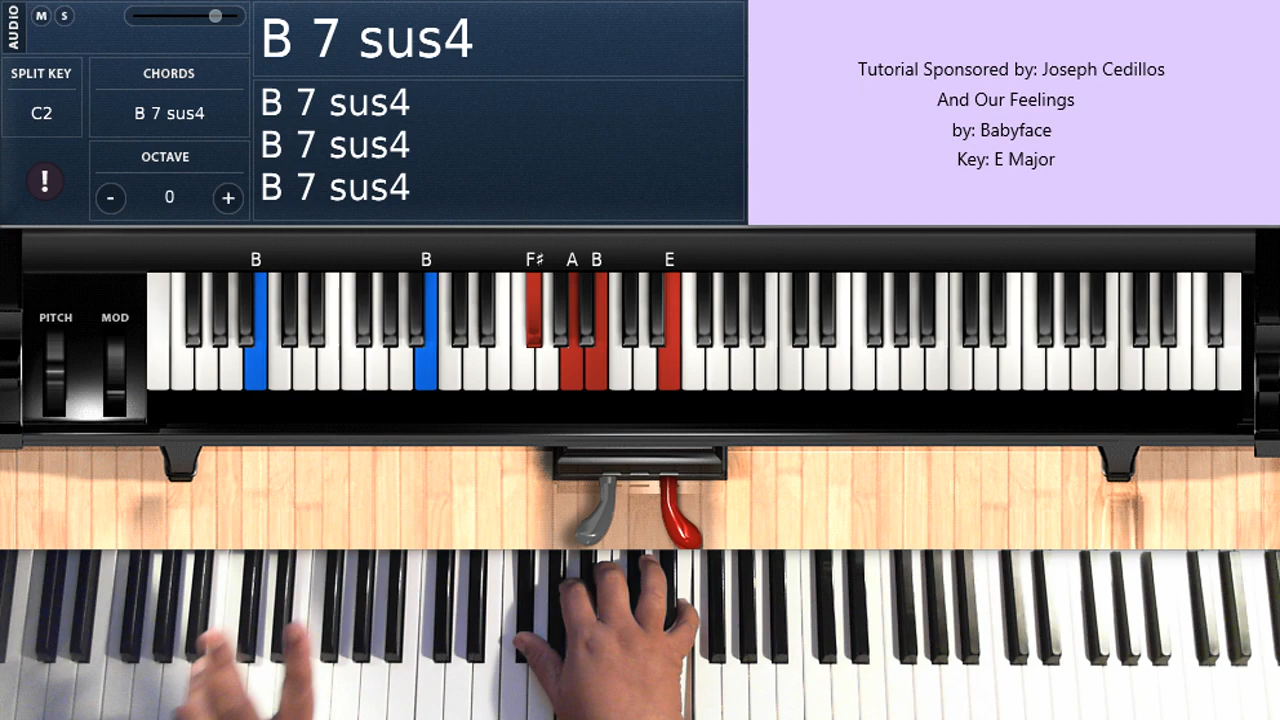 AUDIO
M S
SPLIT KEY
C2
!
CHORDS
B 7 sus4
OCTAVE
- 0 +
B 7 sus4
B 7 sus4
B 7 sus4
B 7 sus4
Tutorial Sponsored by: Joseph Cedillos
And Our Feelings
by: Babyface
Key: E Major
B B F♯ A B E
PITCH MOD